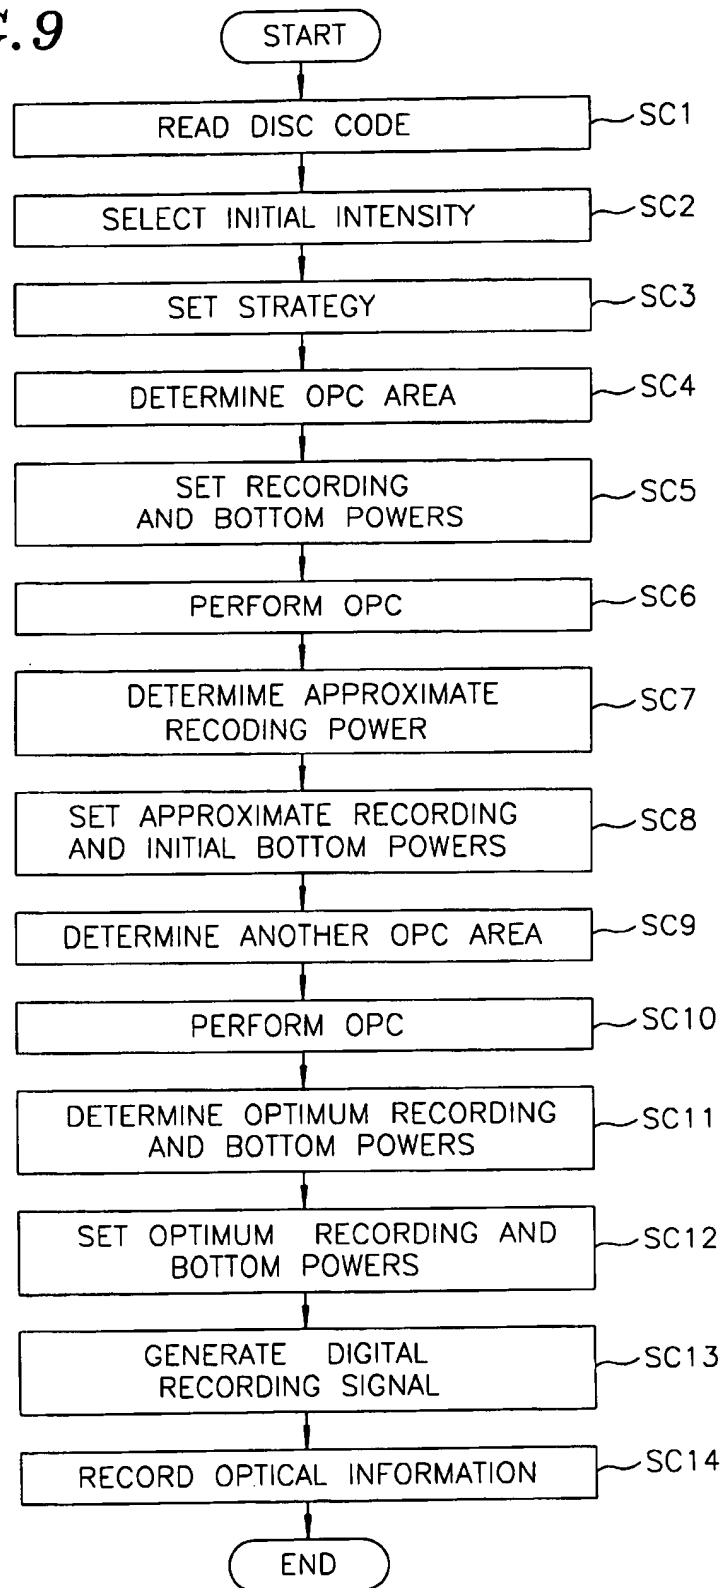 G.9
START
READ DISC CODE
SC1
SELECT INITIAL INTENSITY
SC2
SET STRATEGY
SC3
DETERMINE OPC AREA
SC4
SET RECORDING
AND BOTTOM POWERS
SC5
PERFORM OPC
SC6
DETERMIME APPROXIMATE
RECODING POWER
SC7
SET APPROXIMATE RECORDING
AND INITIAL BOTTOM POWERS
SC8
DETERMINE ANOTHER OPC AREA
SC9
PERFORM OPC
SC10
DETERMINE OPTIMUM RECORDING
AND BOTTOM POWERS
SC11
SET OPTIMUM RECORDING AND
BOTTOM POWERS
SC12
GENERATE DIGITAL
RECORDING SIGNAL
SC13
RECORD OPTICAL INFORMATION
SC14
END